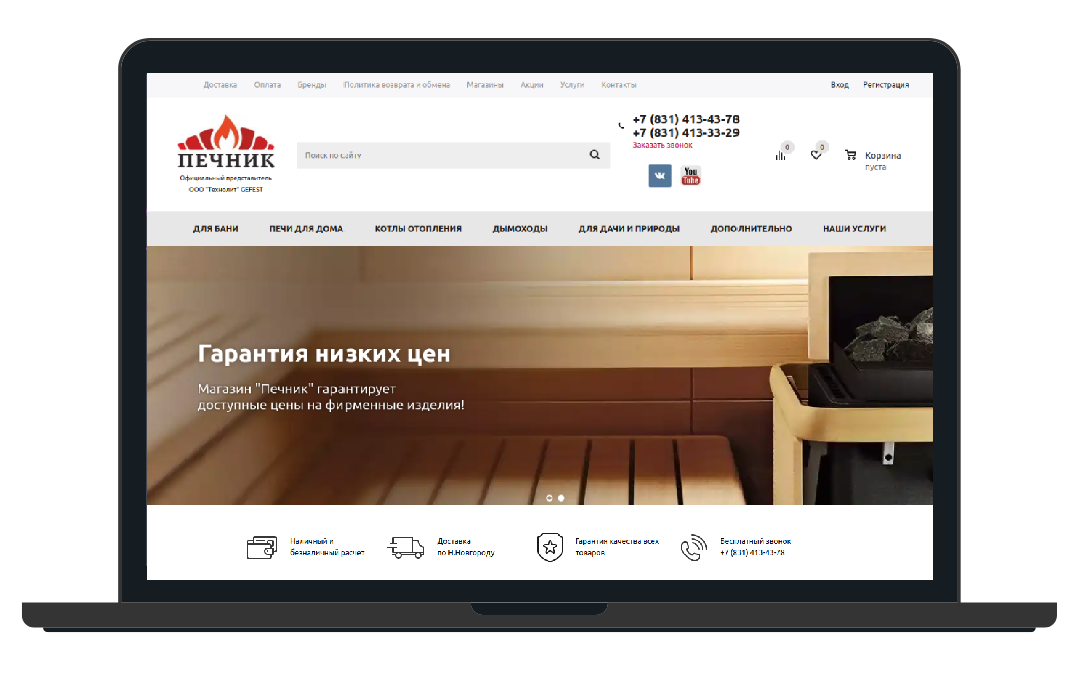 Доставка Оплата Бренды Политика возврата и обмена Магазины Акции Услуги Контакты Вход Регистрация
ПЕЧНИК
Официальный представитель
ООО "Технолит" GEFEST
Поиск по сайту
+7 (831) 413-43-78
+7 (831) 413-33-29
Заказать звонок
You
Tube
0
0
Корзина
пуста
ДЛЯ БАНИ ПЕЧИ ДЛЯ ДОМА КОТЛЫ ОТОПЛЕНИЯ ДЫМОХОДЫ ДЛЯ ДАЧИ И ПРИРОДЫ ДОПОЛНИТЕЛЬНО НАШИ УСЛУГИ
Гарантия низких цен
Магазин "Печник" гарантирует
доступные цены на фирменные изделия!
Наличный и
безналичный расчет
Доставка
по Н.Новгороду
Гарантия качества всех
товаров
Бесплатный звонок
+7 (831) 413-43-78